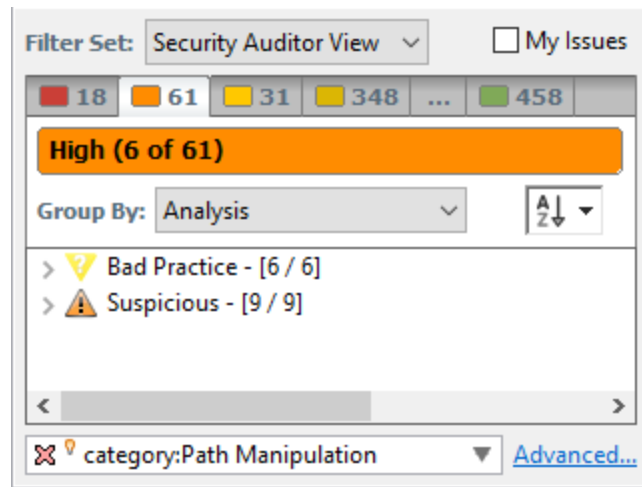 Filter Set: Security Auditor View My Issues
18 61 31 348 ... 458
High (6 of 61)
Group By: Analysis A Z
Bad Practice - [6 / 6]
Suspicious - [9 / 9]
category:Path Manipulation Advanced...